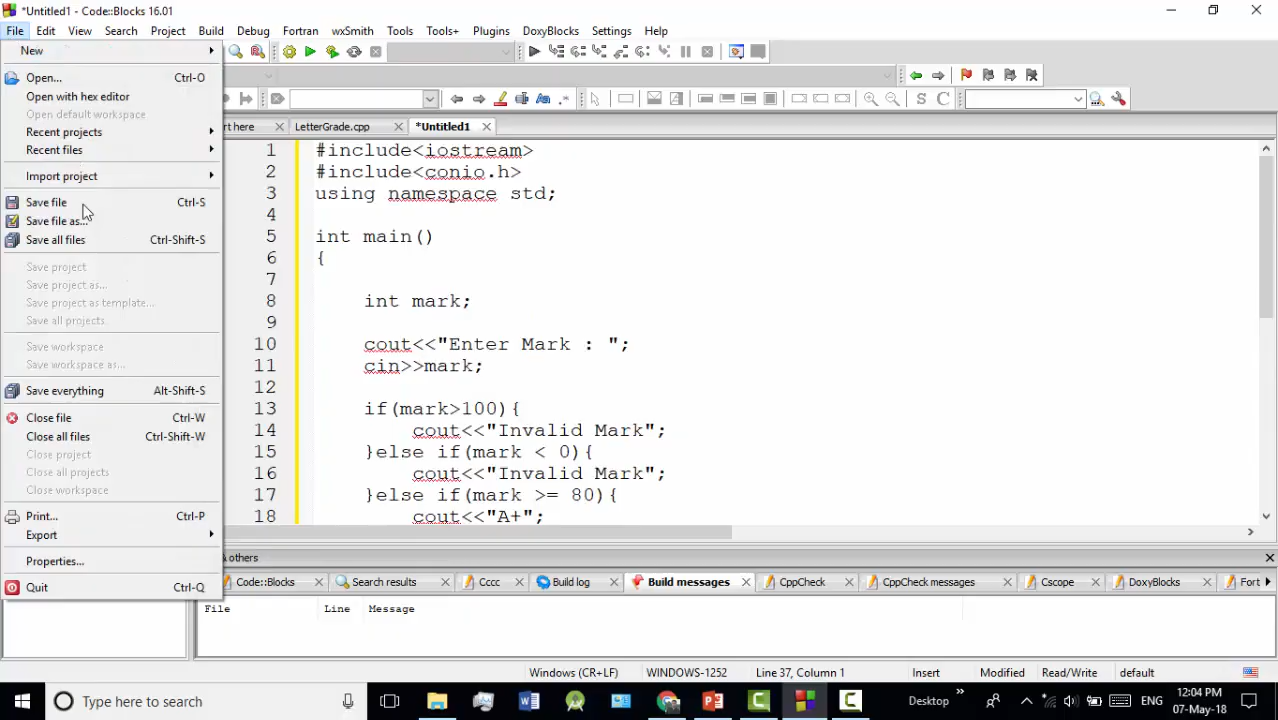 *Untitled1 - Code::Blocks 16.01
File Edit View Search Project Build Debug Fortran wxSmith Tools Tools+ Plugins DoxyBlocks Settings Help
New
Open... Ctrl-O
Open with hex editor
Open default workspace
Recent projects
Recent files
Import project
Save file Ctrl-S
Save file as...
Save all files Ctrl-Shift-S
Save project
Save project as...
Save project as template...
Save all projects
Save workspace
Save workspace as...
Save everything Alt-Shift-S
Close file Ctrl-W
Close all files Ctrl-Shift-W
Close project
Close all projects
Close workspace
Print... Ctrl-P
Export
Properties...
Quit Ctrl-Q
rt here LetterGrade.cpp *Untitled1
1 #include<iostream>
2 #include<conio.h>
3 using namespace std;
4
5 int main()
6 {
7
8 int mark;
9
10 cout<<"Enter Mark : ";
11 cin>>mark;
12
13 if(mark>100){
14 cout<<"Invalid Mark";
15 }else if(mark < 0){
16 cout<<"Invalid Mark";
17 }else if(mark >= 80){
18 cout<<"A+";
& others
Code::Blocks Search results Cccc Build log Build messages CppCheck CppCheck messages Cscope DoxyBlocks Fort
File Line Message
Windows (CR+LF) WINDOWS-1252 Line 37, Column 1 Insert Modified Read/Write default
Type here to search
Desktop
ENG
12:04 PM
07-May-18